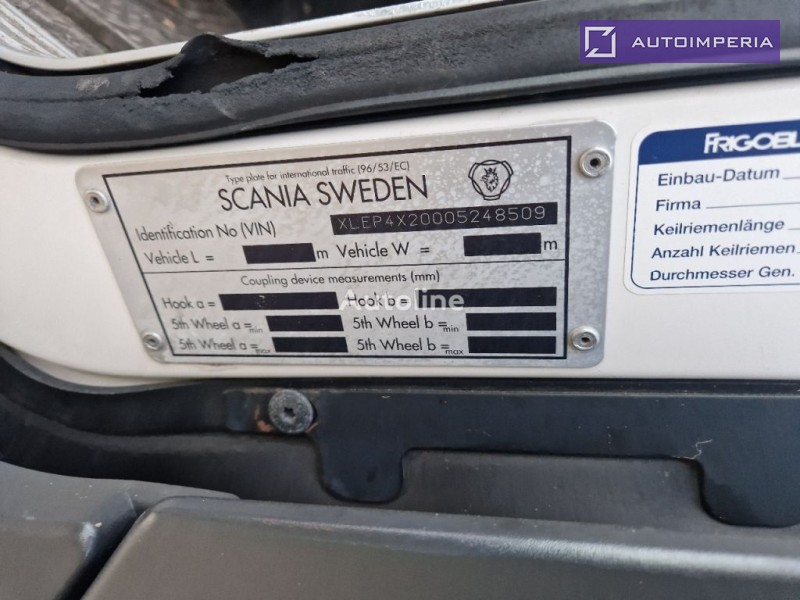 AUTOIMPERIA
Type plate for international traffic (96/53/EC)
SCANIA SWEDEN
Identification No (VIN) XLEP4X20005248509
Vehicle L = m Vehicle W = m
Coupling device measurements (mm)
Hook a = Hook b =
5th Wheel a =min 5th Wheel b =min
5th Wheel a =max 5th Wheel b =max
Autoline
Einbau-Datum
Firma
Keilriemenlänge
Anzahl Keilriemen
Durchmesser Gen.